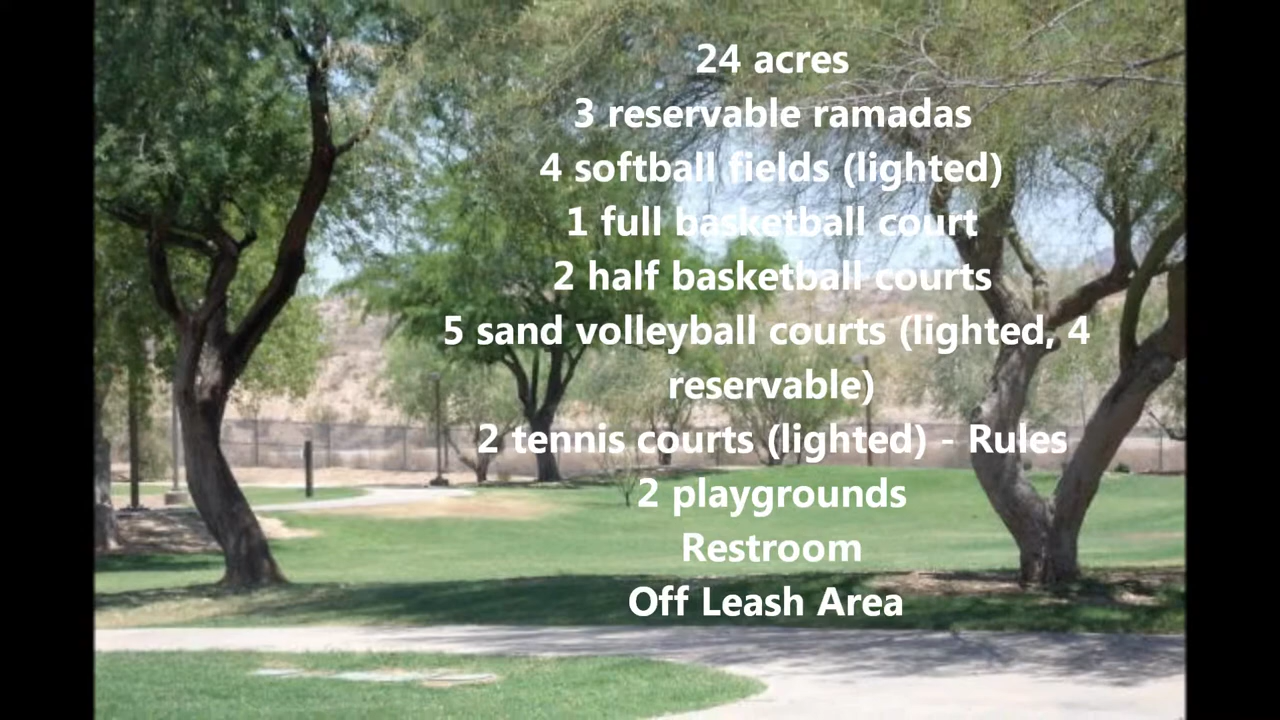 24 acres
3 reservable ramadas
4 softball fields (lighted)
1 full basketball court
2 half basketball courts
5 sand volleyball courts (lighted, 4
reservable)
2 tennis courts (lighted) - Rules
2 playgrounds
Restroom
Off Leash Area